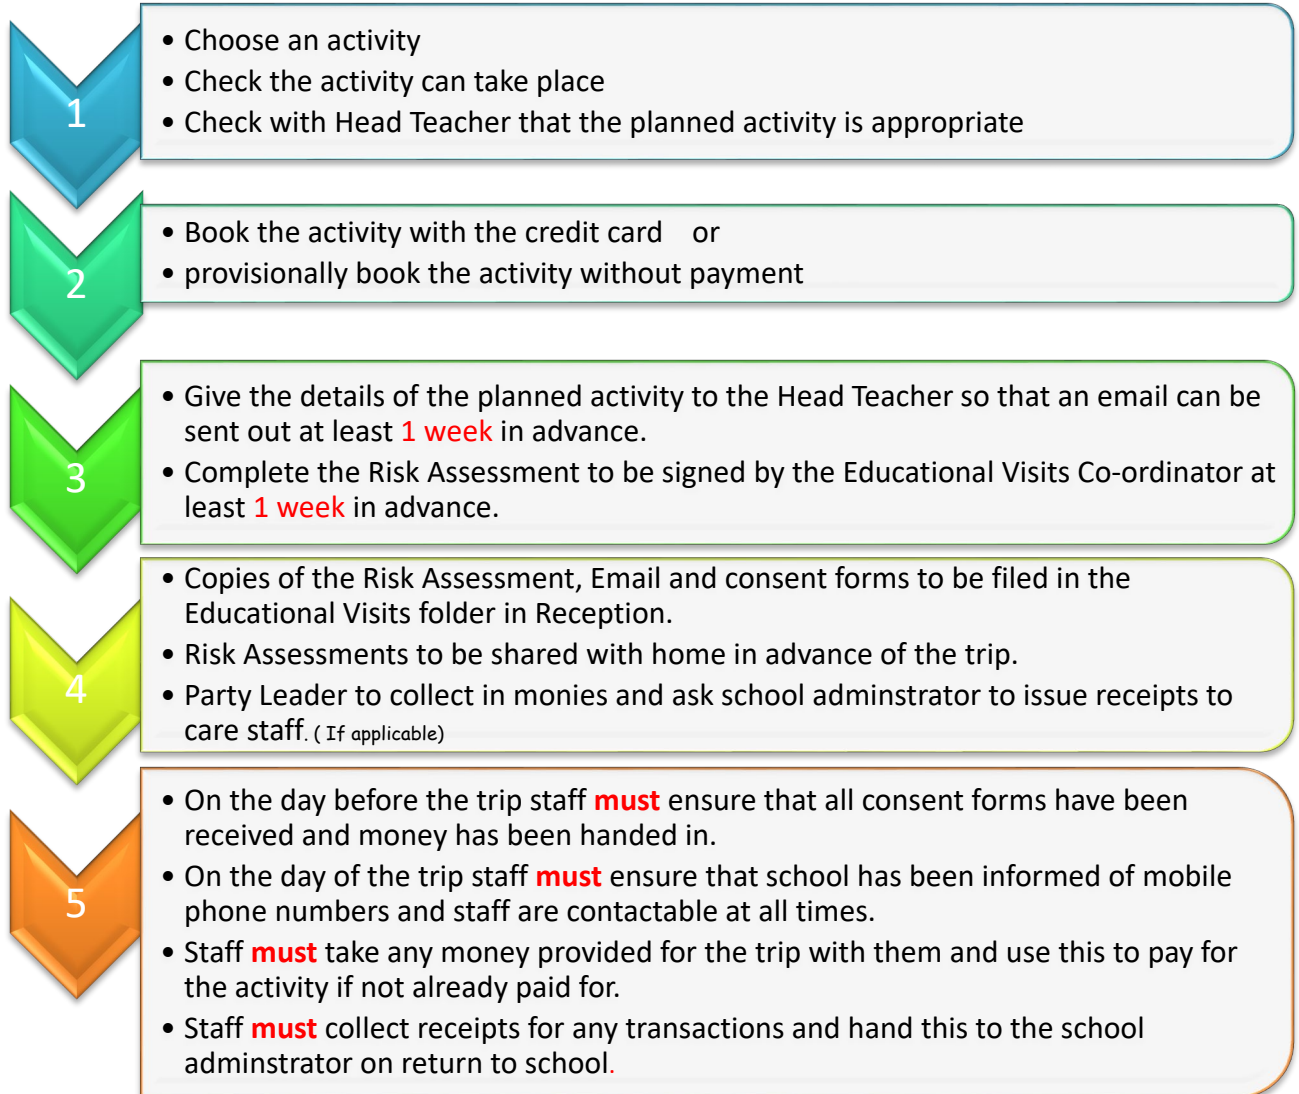 1
• Choose an activity
• Check the activity can take place
• Check with Head Teacher that the planned activity is appropriate
2
• Book the activity with the credit card    or
• provisionally book the activity without payment
3
• Give the details of the planned activity to the Head Teacher so that an email can be
sent out at least 1 week in advance.
• Complete the Risk Assessment to be signed by the Educational Visits Co-ordinator at
least 1 week in advance.
4
• Copies of the Risk Assessment, Email and consent forms to be filed in the
Educational Visits folder in Reception.
• Risk Assessments to be shared with home in advance of the trip.
• Party Leader to collect in monies and ask school adminstrator to issue receipts to
care staff. ( If applicable)
5
• On the day before the trip staff must ensure that all consent forms have been
received and money has been handed in.
• On the day of the trip staff must ensure that school has been informed of mobile
phone numbers and staff are contactable at all times.
• Staff must take any money provided for the trip with them and use this to pay for
the activity if not already paid for.
• Staff must collect receipts for any transactions and hand this to the school
adminstrator on return to school.